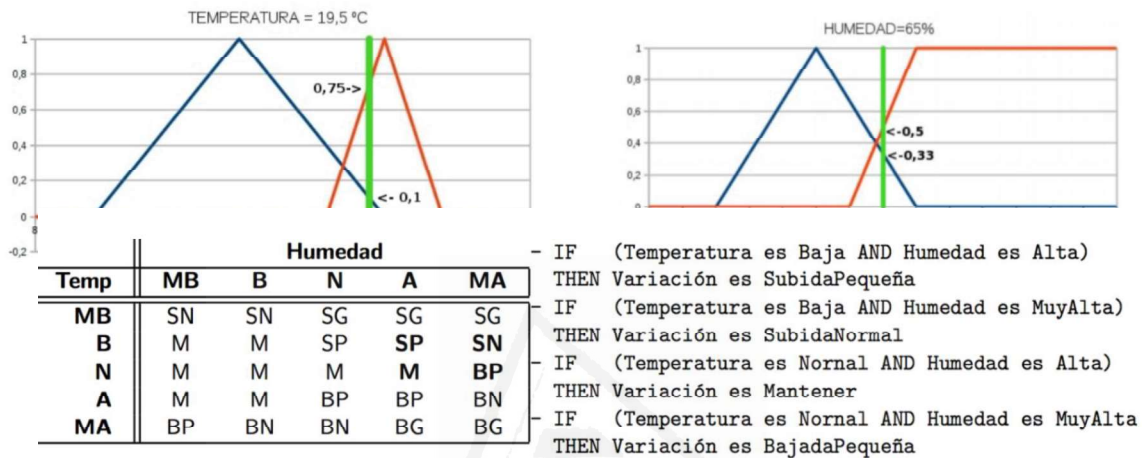 TEMPERATURA = 19,5 ºC
1
0,8
0,6
0,4
0,2
0
-0,2
8
0,75->
<- 0,1
HUMEDAD=65%
1
0,8
0,6
0,4
0,2
0
<-0,5
<-0,33
Humedad
Temp MB B N A MA
MB SN SN SG SG SG
B M M SP SP SN
N M M M M BP
A M M BP BP BN
MA BP BN BN BG BG
- IF (Temperatura es Baja AND Humedad es Alta)
THEN Variación es SubidaPequeña
- IF (Temperatura es Baja AND Humedad es MuyAlta)
THEN Variación es SubidaNormal
- IF (Temperatura es Nornal AND Humedad es Alta)
THEN Variación es Mantener
- IF (Temperatura es Nornal AND Humedad es MuyAlta
THEN Variación es BajadaPequeña